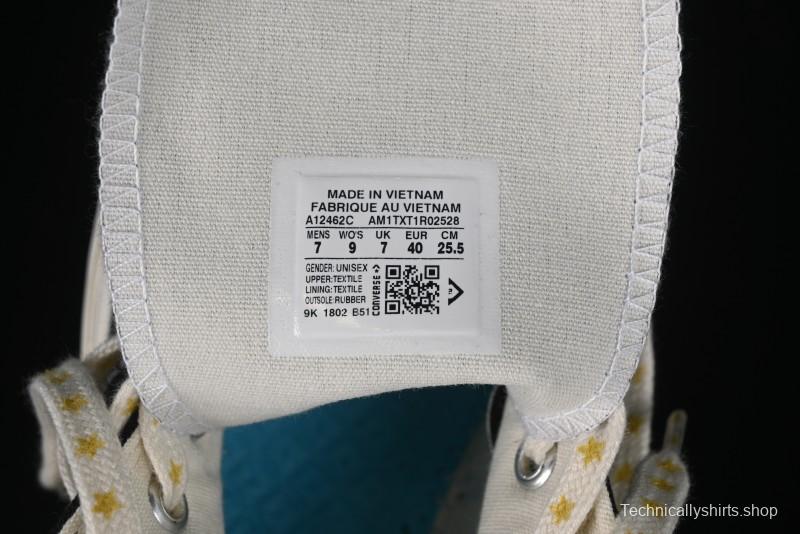 MADE IN VIETNAM
FABRIQUE AU VIETNAM
A12462C AM1TXT1R02528
MENS WO'S UK EUR CM
7 9 7 40 25.5
GENDER: UNISEX
UPPER: TEXTILE
LINING: TEXTILE
OUTSOLE: RUBBER
9K 1802 B51
CONVERSE
Technicallyshirts.shop